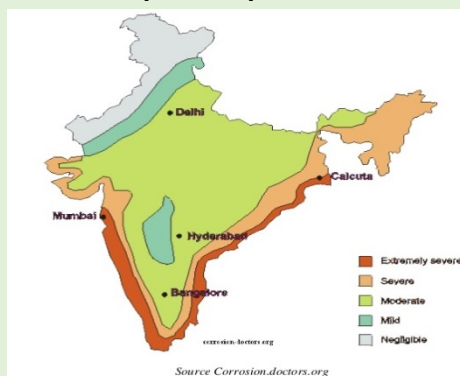 Delhi
Calcuta
Mumbai
Hyderabad
Bangalore
Extremely severe
Severe
Moderate
Mild
Negligible
corrosion-doctors.org
Source Corrosion.doctors.org